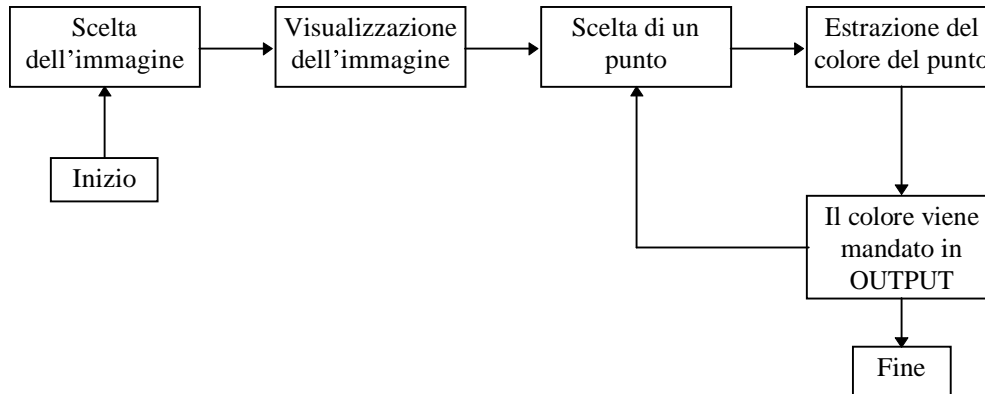 Scelta
dell’immagine
Visualizzazione
dell’immagine
Scelta di un
punto
Estrazione del
colore del punto
Inizio
Il colore viene
mandato in
OUTPUT
Fine